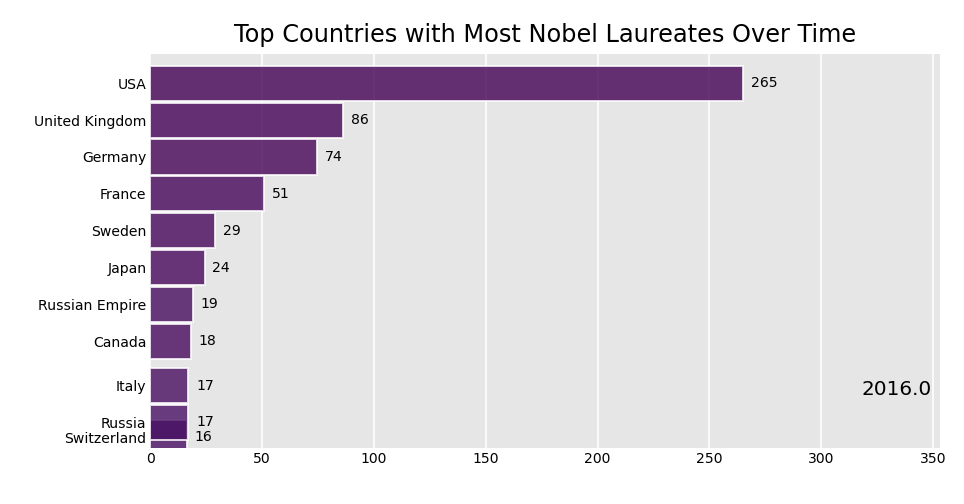 Top Countries with Most Nobel Laureates Over Time
USA 265
United Kingdom 86
Germany 74
France 51
Sweden 29
Japan 24
Russian Empire 19
Canada 18
Italy 17
2016.0
Russia 17
Switzerland 16
0 50 100 150 200 250 300 350